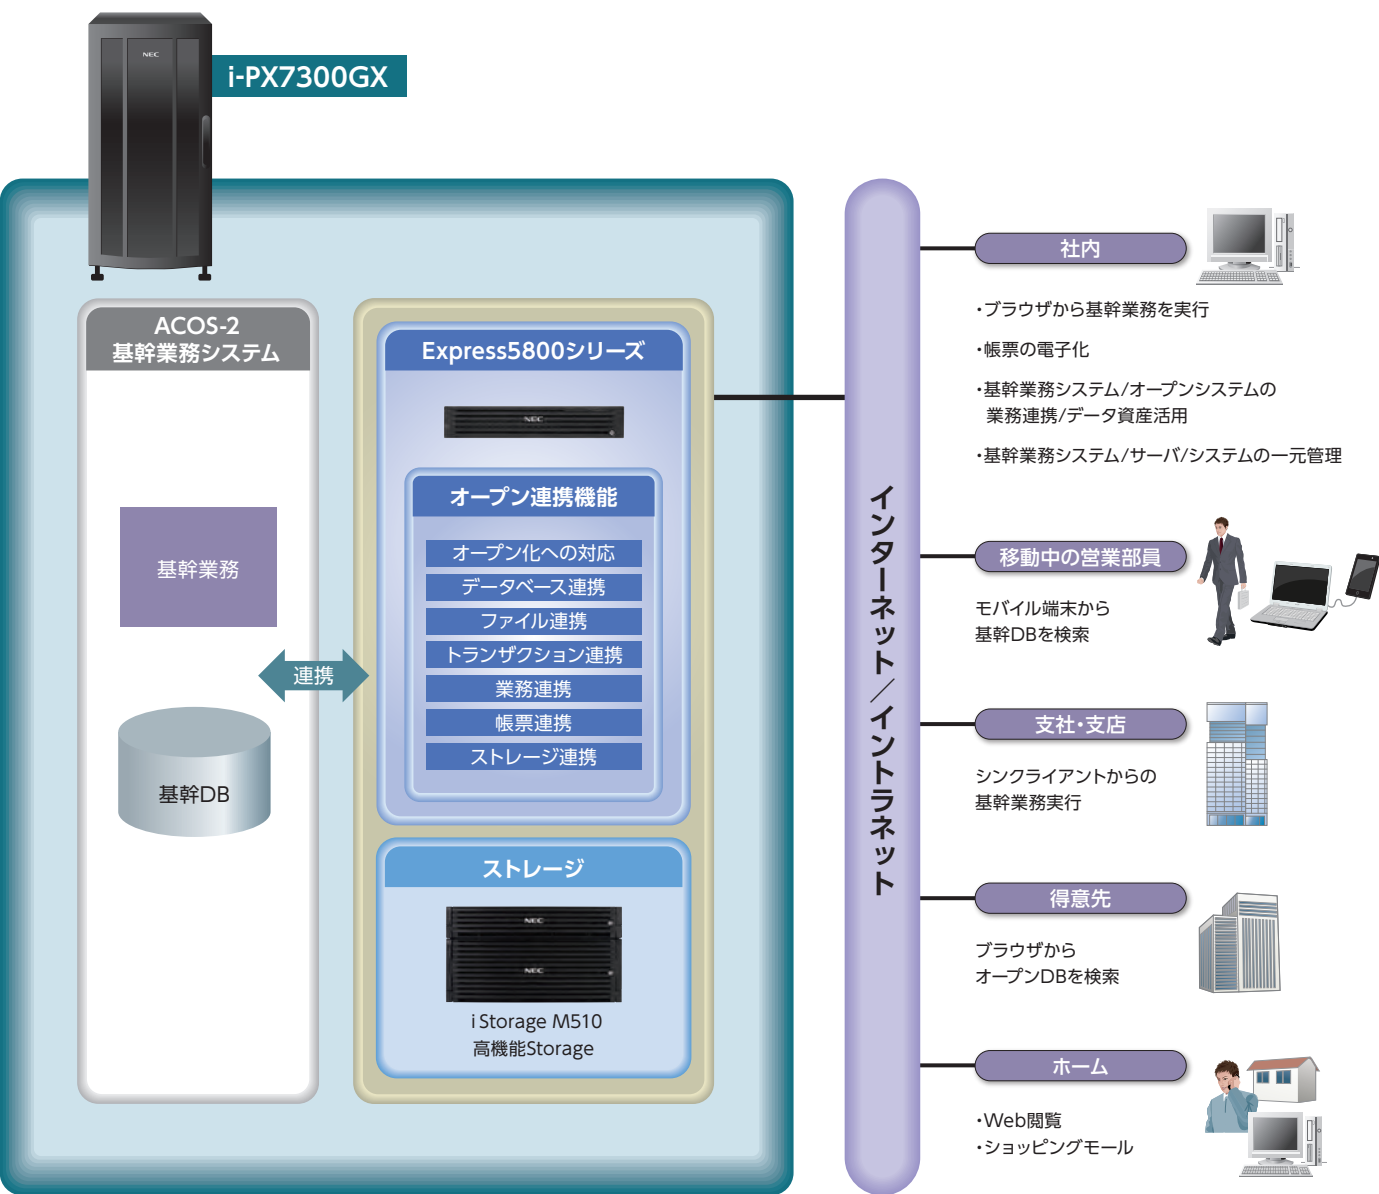 NEC
i-PX7300GX
ACOS-2
基幹業務システム
基幹業務
基幹DB
連携
Express5800シリーズ
NEC
オープン連携機能
オープン化への対応
データベース連携
ファイル連携
トランザクション連携
業務連携
帳票連携
ストレージ連携
ストレージ
NEC
NEC
iStorage M510
高機能Storage
インターネット／イントラネット
社内
・ブラウザから基幹業務を実行
・帳票の電子化
・基幹業務システム/オープンシステムの
業務連携/データ資産活用
・基幹業務システム/サーバ/システムの一元管理
移動中の営業部員
モバイル端末から
基幹DBを検索
支社・支店
シンクライアントからの
基幹業務実行
得意先
ブラウザから
オープンDBを検索
ホーム
・Web閲覧
・ショッピングモール